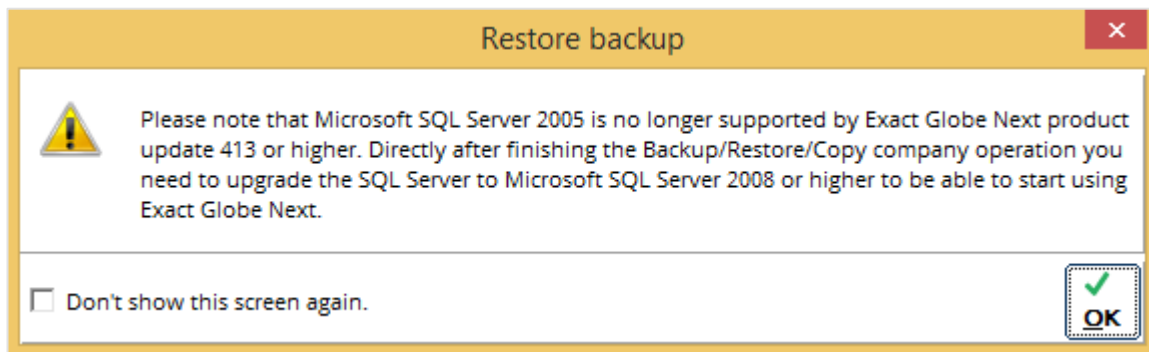 Restore backup
Please note that Microsoft SQL Server 2005 is no longer supported by Exact Globe Next product
update 413 or higher. Directly after finishing the Backup/Restore/Copy company operation you
need to upgrade the SQL Server to Microsoft SQL Server 2008 or higher to be able to start using
Exact Globe Next.
Don't show this screen again.
OK